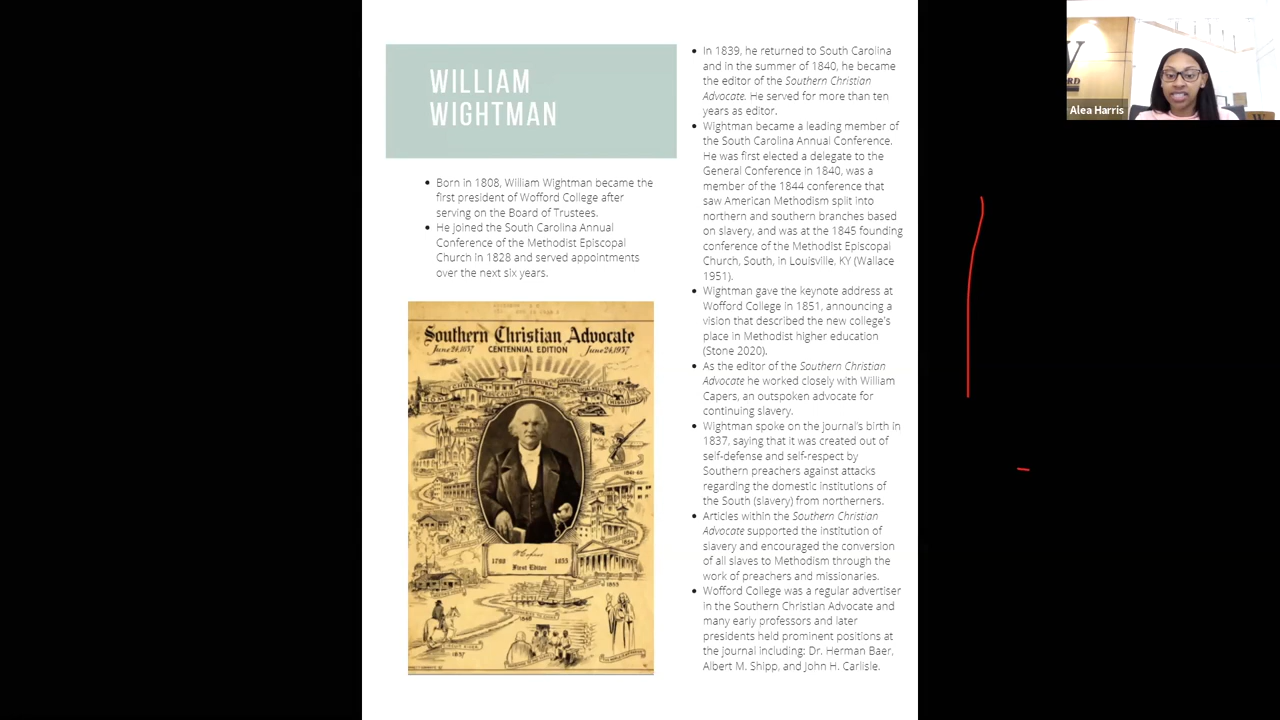 WILLIAM
WIGHTMAN
Born in 1808, William Wightman became the
first president of Wofford College after
serving on the Board of Trustees.
He joined the South Carolina Annual
Conference of the Methodist Episcopal
Church in 1828 and served appointments
over the next six years.
Southern Christian Advocate
June 24, 1837 CENTENNIAL EDITION June 24, 1937
1790 1855
First Editor
In 1839, he returned to South Carolina
and in the summer of 1840, he became
the editor of the Southern Christian
Advocate. He served for more than ten
years as editor.
Wightman became a leading member of
the South Carolina Annual Conference.
He was first elected a delegate to the
General Conference in 1840, was a
member of the 1844 conference that
saw American Methodism split into
northern and southern branches based
on slavery, and was at the 1845 founding
conference of the Methodist Episcopal
Church, South, in Louisville, KY (Wallace
1951).
Wightman gave the keynote address at
Wofford College in 1851, announcing a
vision that described the new college's
place in Methodist higher education
(Stone 2020).
As the editor of the Southern Christian
Advocate he worked closely with William
Capers, an outspoken advocate for
continuing slavery.
Wightman spoke on the journal's birth in
1837, saying that it was created out of
self-defense and self-respect by
Southern preachers against attacks
regarding the domestic institutions of
the South (slavery) from northerners.
Articles within the Southern Christian
Advocate supported the institution of
slavery and encouraged the conversion
of all slaves to Methodism through the
work of preachers and missionaries.
Wofford College was a regular advertiser
in the Southern Christian Advocate and
many early professors and later
presidents held prominent positions at
the journal including: Dr. Herman Baer,
Albert M. Shipp, and John H. Carlisle.
Alea Harris